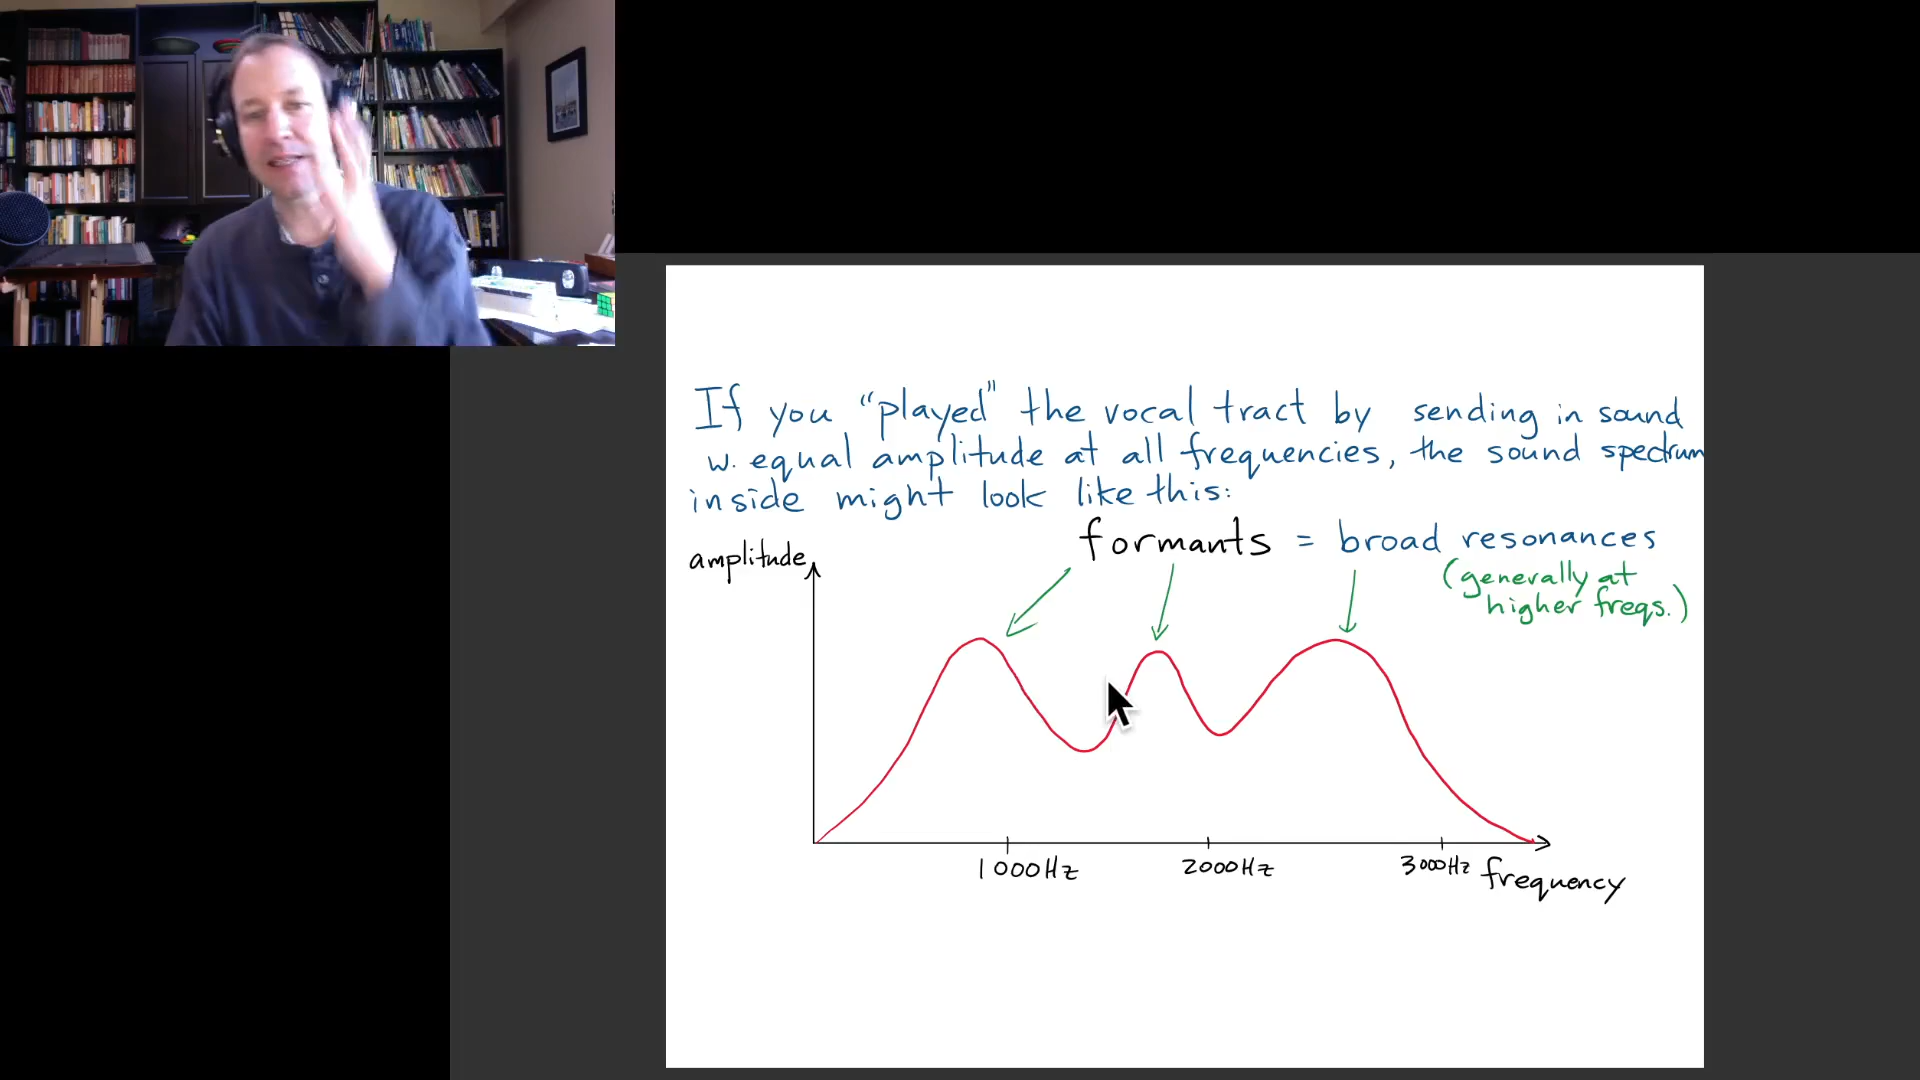 If you "played" the vocal tract by sending in sound
w. equal amplitude at all frequencies, the sound spectrum
inside might look like this:
formants = broad resonances
(generally at
higher freqs.)
amplitude
1000Hz 2000Hz 3000Hz
frequency